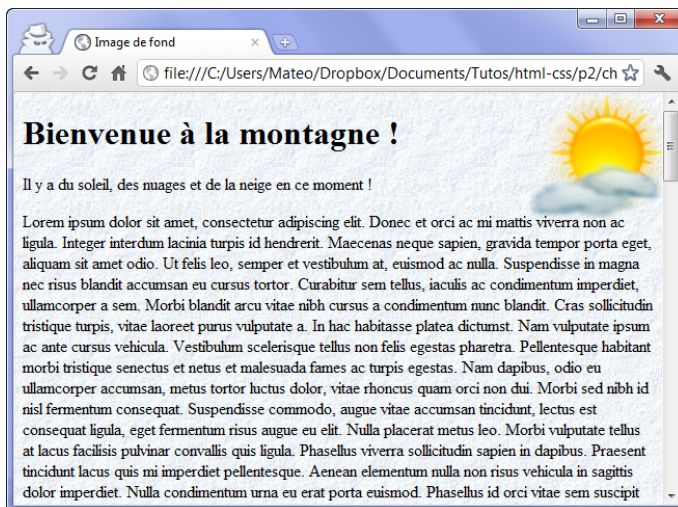 Image de fond
file:///C:/Users/Mateo/Dropbox/Documents/Tutos/html-css/p2/ch
Bienvenue à la montagne !
Il y a du soleil, des nuages et de la neige en ce moment !
Lorem ipsum dolor sit amet, consectetur adipiscing elit. Donec et orci ac mi mattis viverra non ac
ligula. Integer interdum lacinia turpis id hendrerit. Maecenas neque sapien, gravida tempor porta eget,
aliquam sit amet odio. Ut felis leo, semper et vestibulum at, euismod ac nulla. Suspendisse in magna
nec risus blandit accumsan eu cursus tortor. Curabitur sem tellus, iaculis ac condimentum imperdiet,
ullamcorper a sem. Morbi blandit arcu vitae nibh cursus a condimentum nunc blandit. Cras sollicitudin
tristique turpis, vitae laoreet purus vulputate a. In hac habitasse platea dictumst. Nam vulputate ipsum
ac ante cursus vehicula. Vestibulum scelerisque tellus non felis egestas pharetra. Pellentesque habitant
morbi tristique senectus et netus et malesuada fames ac turpis egestas. Nam dapibus, odio eu
ullamcorper accumsan, metus tortor luctus dolor, vitae rhoncus quam orci non dui. Morbi sed nibh id
nisl fermentum consequat. Suspendisse commodo, augue vitae accumsan tincidunt, lectus est
consequat ligula, eget fermentum risus augue eu elit. Nulla placerat metus leo. Morbi vulputate tellus
at lacus facilisis pulvinar convallis quis ligula. Phasellus viverra sollicitudin sapien in dapibus. Praesent
tincidunt lacus quis mi imperdiet pellentesque. Aenean elementum nulla non risus vehicula in sagittis
dolor imperdiet. Nulla condimentum urna eu erat porta euismod. Phasellus id orci vitae sem suscipit